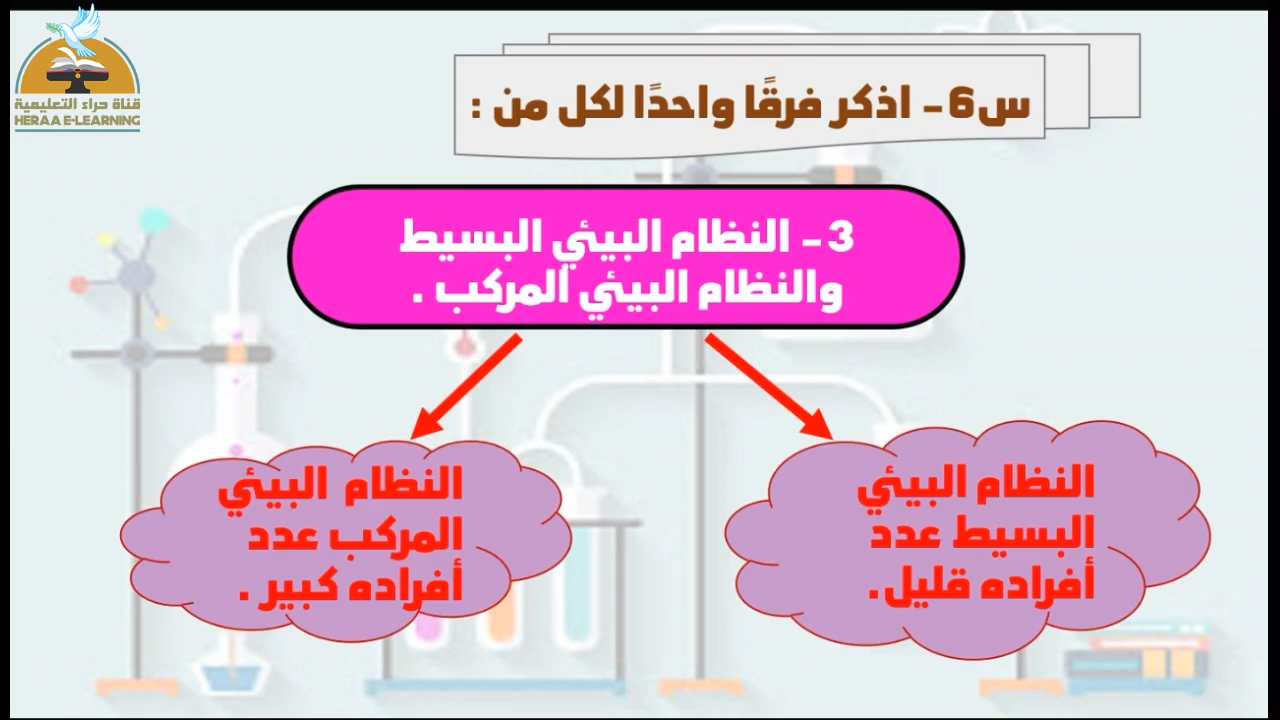 قناة حراء التعليمية
HERAA E-LEARNING
س6- اذكر فرقًا واحدًا لكل من :
3- النظام البيئي البسيط
والنظام البيئي المركب .
النظام البيئي
البسيط عدد
أفراده قليل.
النظام البيئي
المركب عدد
أفراده كبير .